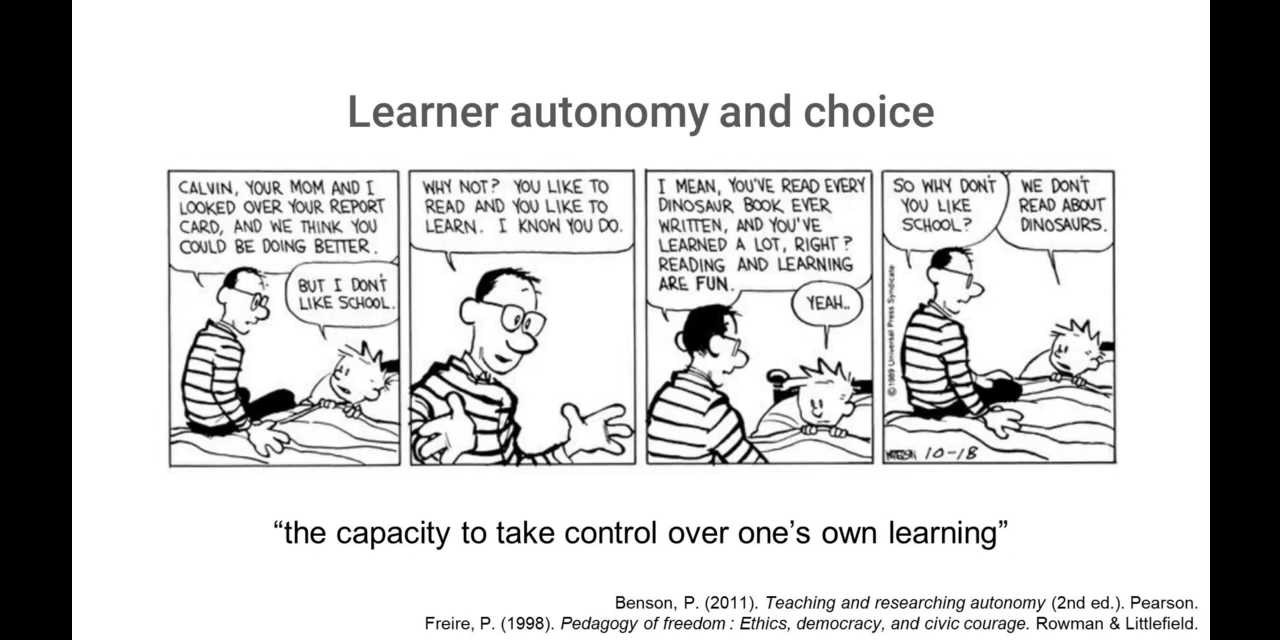 Learner autonomy and choice
CALVIN, YOUR MOM AND I
LOOKED OVER YOUR REPORT
CARD, AND WE THINK YOU
COULD BE DOING BETTER.
BUT I DON'T
LIKE SCHOOL.
WHY NOT? YOU LIKE TO
READ AND YOU LIKE TO
LEARN. I KNOW YOU DO.
I MEAN, YOU'VE READ EVERY
DINOSAUR BOOK EVER
WRITTEN, AND YOU'VE
LEARNED A LOT, RIGHT?
READING AND LEARNING
ARE FUN.
YEAH..
SO WHY DON'T
YOU LIKE
SCHOOL?
WE DON'T
READ ABOUT
DINOSAURS.
©1989 Universal Press Syndicate
WATTERSON 10-18
“the capacity to take control over one’s own learning”
Benson, P. (2011). Teaching and researching autonomy (2nd ed.). Pearson.
Freire, P. (1998). Pedagogy of freedom : Ethics, democracy, and civic courage. Rowman & Littlefield.